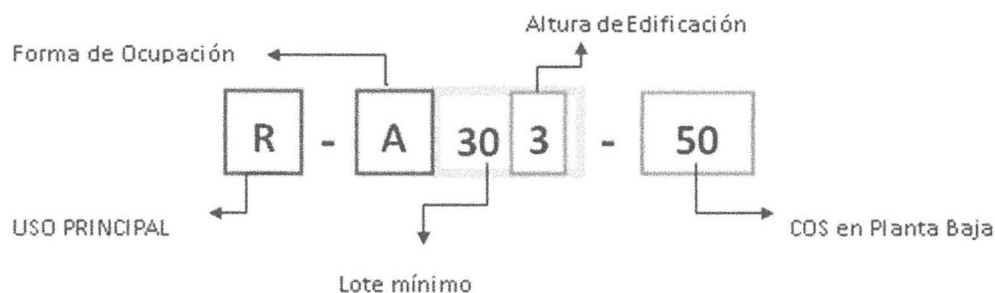 Altura de Edificación
Forma de Ocupación
R - A 30 3 - 50
USO PRINCIPAL
COS en Planta Baja
Lote mínimo